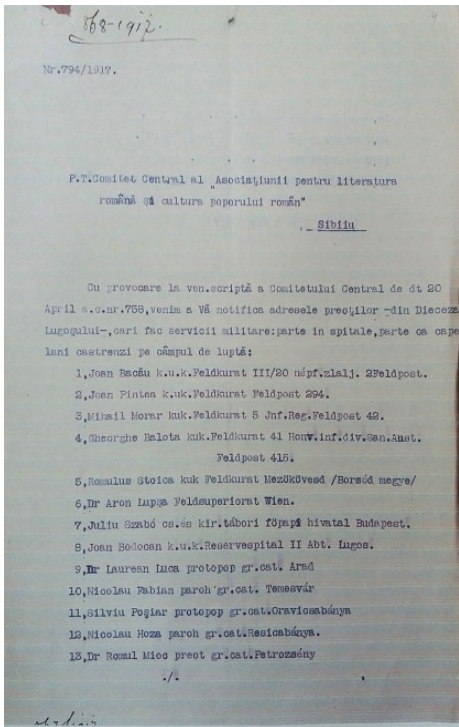 868-1917.
Nr.794/1917.
P.T.Comitet Central al „Asociaţiunii pentru literatura
română şi cultura poporului român"
Sibiiu
Cu provocare la ven.scriptă a Comitetului Central de dt 20
April a.c.nr.758,venim a Vă notifica adresele preoţilor -din Dieceza
Lugoşului-,cari fac servicii militare:parte in spitale,parte ca cape
lani castrenzi pe câmpul de luptă:
1,Joan Bacău k.u.k.Feldkurat III/20 népf.zlalj. 2Feldpost.
2,Joan Pintea k.uk.Feldkurat Feldpost 294.
3,Mihail Morar kuk.Feldkurat 5 Jnf.Reg.Feldpost 42.
4,Gheorghe Balota kuk.Feldkurat 41 Honv.inf.div.San.Anst.
Feldpost 415.
5,Romulus Stoica kuk Feldkurat Mezökövesd /Borsód megye/
6,Dr Aron Lupşa Feldsuperiorat Wien.
7,Juliu Szabó cs.és kir.tábori főpapi hivatal Budapest.
8,Joan Bodocan k.u.k.Reservespital II Abt. Lugos.
9,Dr Laurean Luca protopop gr.cat. Arad
10,Nicolau Fabian paroh gr.cat. Temesvár
11,Silviu Poşiar protopop gr.cat.Oraviosabánya
12,Nicolau Hoza paroh gr.cat.Resicabánya.
13,Dr Romul Mioc preot gr.cat.Petrozsény
./.